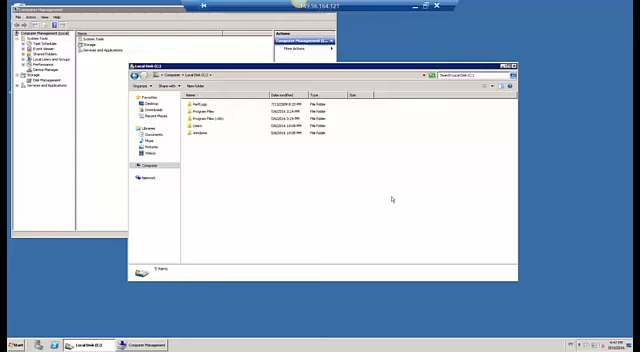 Computer Management
File Action View Help
Computer Management (Local)
System Tools
Task Scheduler
Event Viewer
Shared Folders
Local Users and Groups
Performance
Device Manager
Storage
Disk Management
Services and Applications
Name
System Tools
Storage
Services and Applications
Actions
More Actions
Local Disk (C:)
Computer
Local Disk (C:)
Search Local Disk (C:)
Organize
Share with
New folder
Favorites
Desktop
Downloads
Recent Places
Libraries
Documents
Music
Pictures
Videos
Computer
Network
Name Date modified Type Size
PerfLogs File folder
Program Files File folder
Program Files (x86) File folder
Users File folder
Windows File folder
5 items
Start
Local Disk (C:)
Computer Management